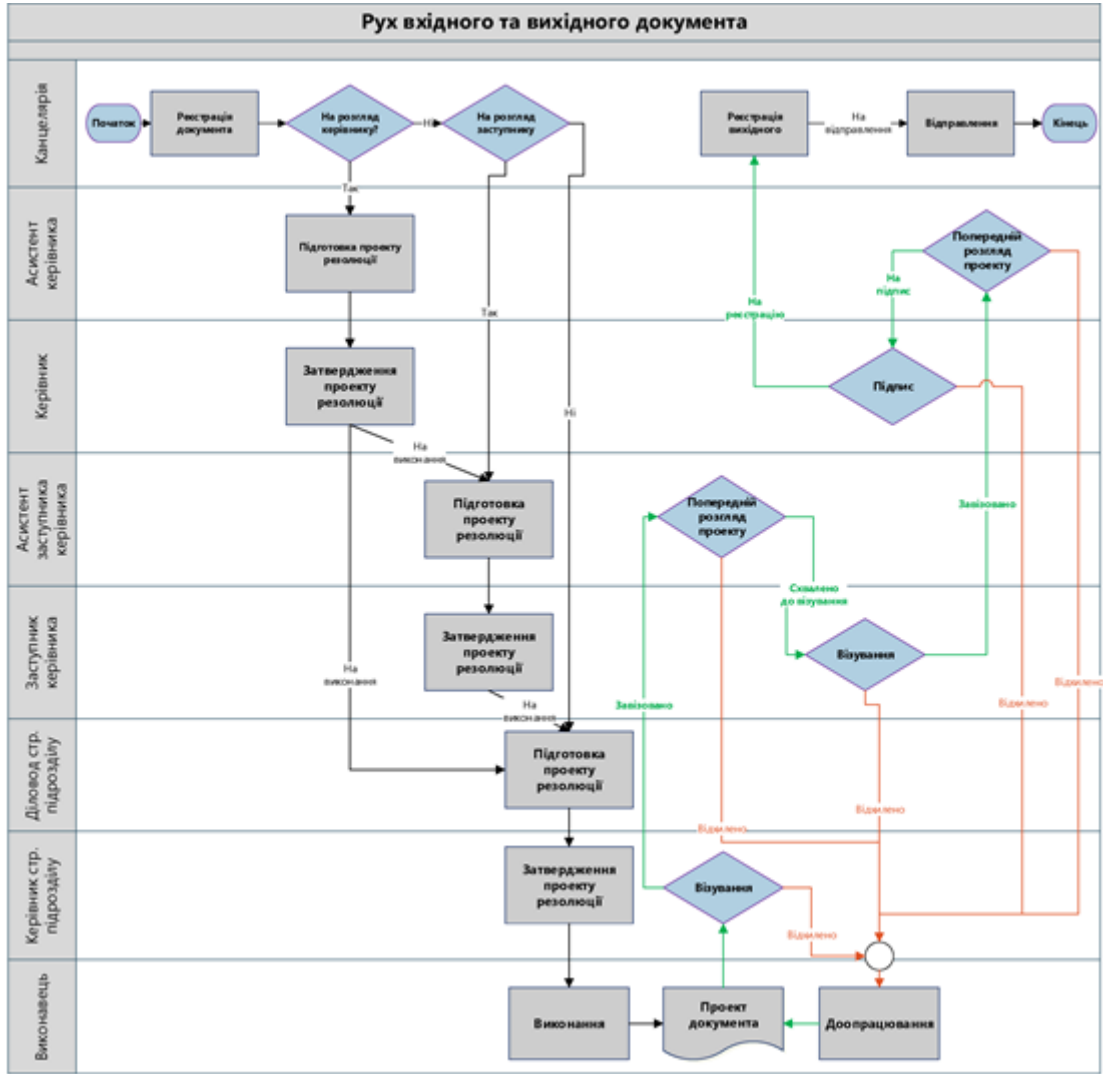 Рух вхідного та вихідного документа
Канцелярія
Початок
Реєстрація
документа
На розгляд
керівнику?
Ні
На розгляд
заступнику
Реєстрація
вихідного
На
відправлення
Відправлення
Кінець
Так
Асистент
керівника
Підготовка проекту
резолюції
Так
На
реєстрацію
На
підпис
Попередній
розгляд
проекту
Керівник
Затвердження
проекту
резолюції
Ні
Підпис
На
виконання
Асистент
заступника
керівника
Підготовка
проекту
резолюції
Попередній
розгляд
проекту
Завізовано
Схвалено
до візування
Заступник
керівника
Затвердження
проекту
резолюції
Візування
На
виконання
На
виконання
Завізовано
Відхилено
Відхилено
Діловод стр.
підрозділу
Підготовка
проекту
резолюції
Відхилено
Відхилено
Керівник стр.
підрозділу
Затвердження
проекту
резолюції
Візування
Відхилено
Виконавець
Виконання
Проект
документа
Доопрацювання